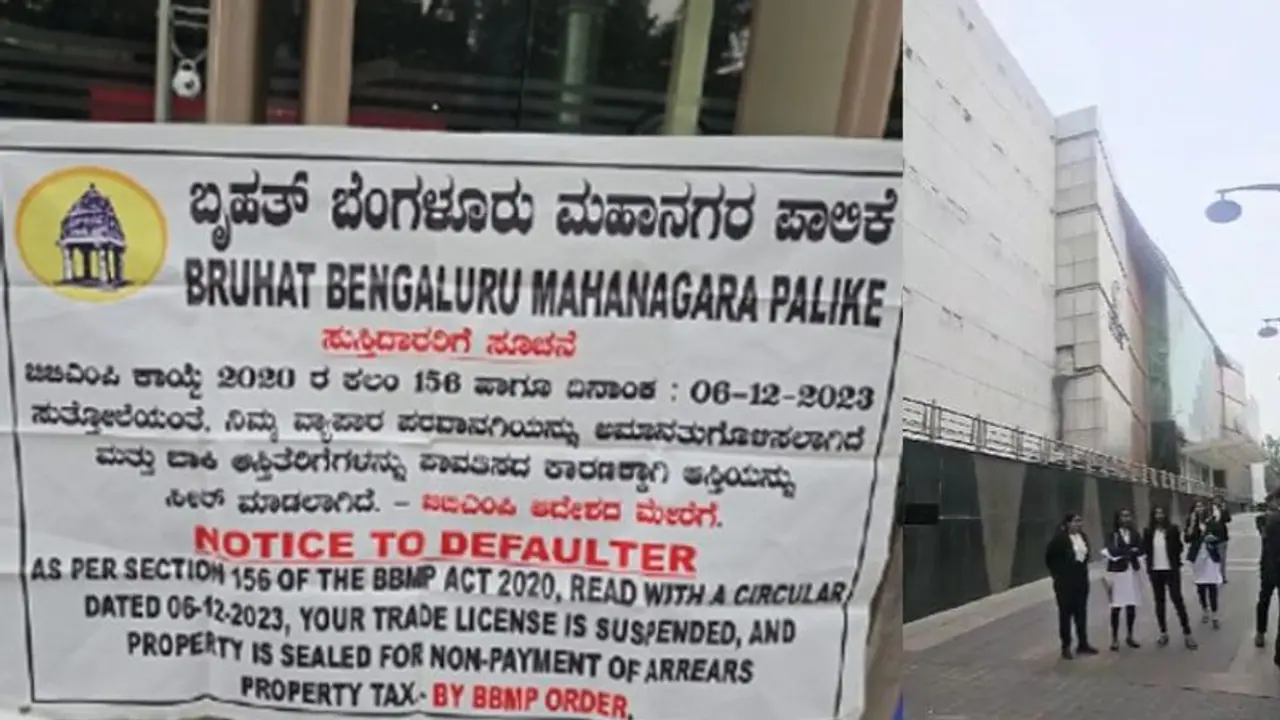 ಬೃಹತ್ ಬೆಂಗಳೂರು ಮಹಾನಗರ ಪಾಲಿಕೆ
BRUHAT BENGALURU MAHANAGARA PALIKE
ಸುಸ್ತಿದಾರರಿಗೆ ಸೂಚನೆ
ಬಿಬಿಎಂಪಿ ಕಾಯ್ದೆ 2020 ರ ಕಲಂ 156 ಹಾಗೂ ದಿನಾಂಕ : 06-12-2023
ಸುತ್ತೋಲೆಯಂತೆ, ನಿಮ್ಮ ವ್ಯಾಪಾರ ಪರವಾನಗಿಯನ್ನು ಅಮಾನತುಗೊಳಿಸಲಾಗಿದೆ
ಮತ್ತು ಬಾಕಿ ಆಸ್ತಿತೆರಿಗೆಗಳನ್ನು ಪಾವತಿಸದ ಕಾರಣಕ್ಕಾಗಿ ಆಸ್ತಿಯನ್ನು
ಸೀಲ್ ಮಾಡಲಾಗಿದೆ. - ಬಿಬಿಎಂಪಿ ಆದೇಶದ ಮೇರೆಗೆ.
NOTICE TO DEFAULTER
AS PER SECTION 156 OF THE BBMP ACT 2020, READ WITH A CIRCULAR
DATED 06-12-2023, YOUR TRADE LICENSE IS SUSPENDED, AND
PROPERTY IS SEALED FOR NON-PAYMENT OF ARREARS
PROPERTY TAX- BY BBMP ORDER.